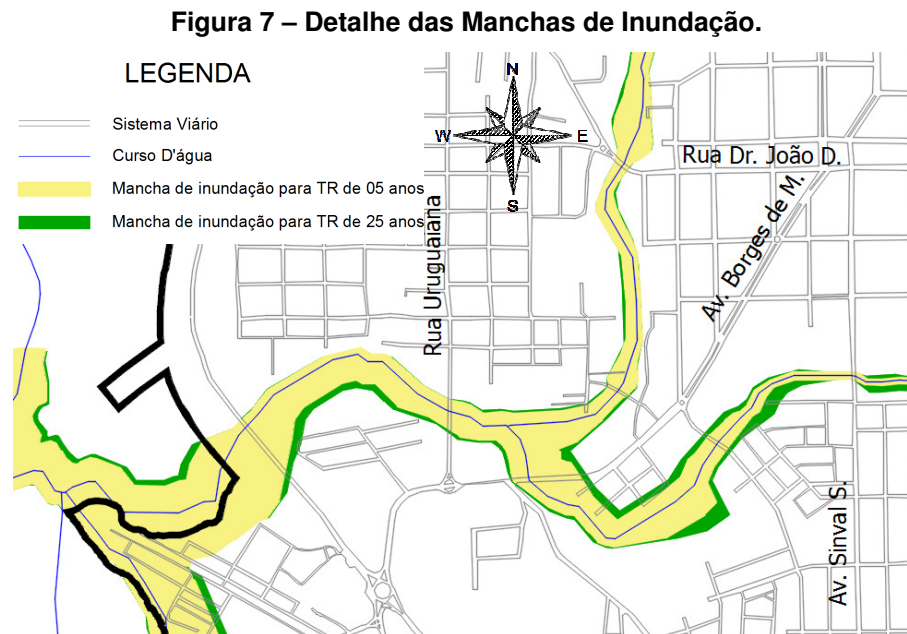 Figura 7 – Detalhe das Manchas de Inundação.
LEGENDA
Sistema Viário
Curso D'água
Mancha de inundação para TR de 05 anos
Mancha de inundação para TR de 25 anos
N
W
E
S
Rua Uruguaiana
Rua Dr. João D.
Av. Borges de M.
Av. Sinval S.